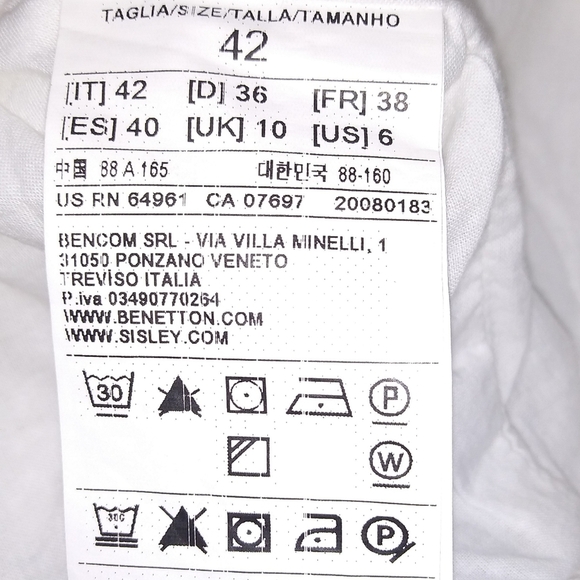 TAGLIA/SIZE/TALLA/TAMANHO
42
[IT] 42 [D] 36 [FR] 38
[ES] 40 [UK] 10 [US] 6
中国 88 A 165 대한민국 88-160
US RN 64961 CA 07697 20080183
BENCOM SRL - VIA VILLA MINELLI, 1
31050 PONZANO VENETO
TREVISO ITALIA
P.iva 03490770264
WWW.BENETTON.COM
WWW.SISLEY.COM
30 P
W
30C P